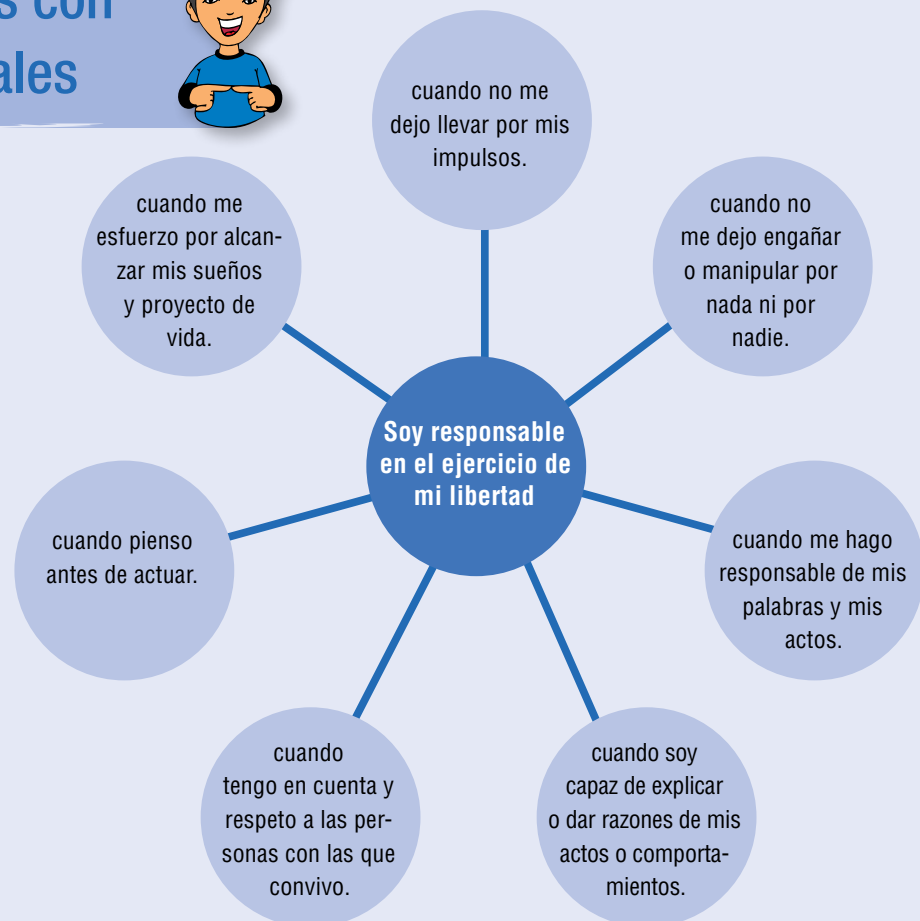 s con
ales
cuando no me
dejo llevar por mis
impulsos.
cuando no
me dejo engañar
o manipular por
nada ni por
nadie.
cuando me hago
responsable de mis
palabras y mis
actos.
cuando soy
capaz de explicar
o dar razones de mis
actos o comporta-
mientos.
cuando
tengo en cuenta y
respeto a las per-
sonas con las que
convivo.
cuando pienso
antes de actuar.
cuando me
esfuerzo por alcan-
zar mis sueños
y proyecto de
vida.
Soy responsable
en el ejercicio de
mi libertad